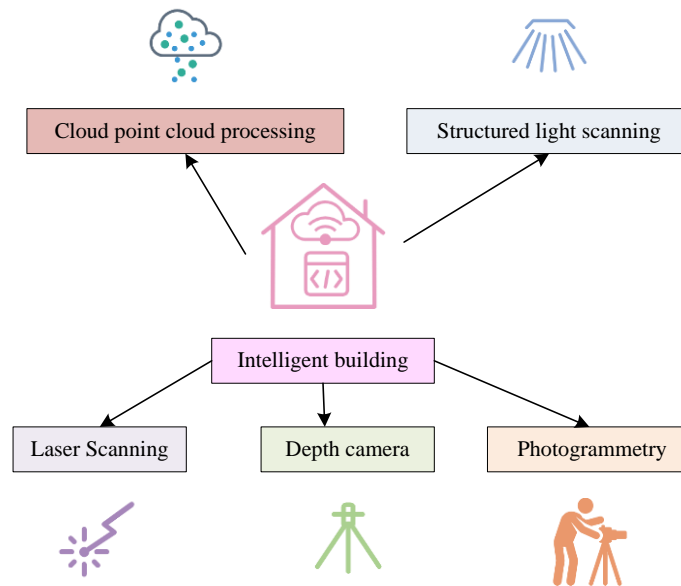 Cloud point cloud processing
Structured light scanning
</>
Intelligent building
Laser Scanning
Depth camera
Photogrammetry